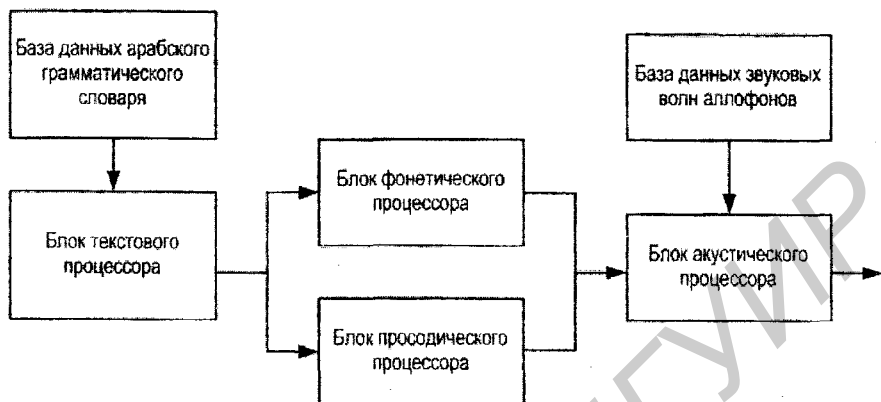 База данных арабского
грамматического
словаря
База данных звуковых
волн аллофонов
Блок фонетического
процессора
Блок текстового
процессора
Блок акустического
процессора
Блок просодического
процессора
ГУИР